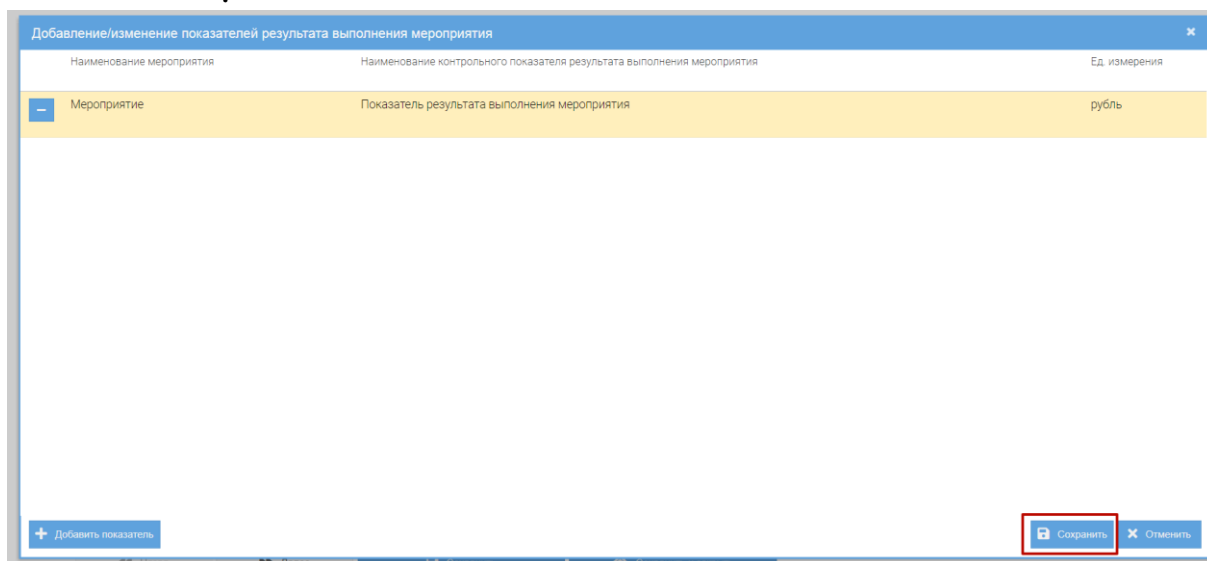 Добавление/изменение показателей результата выполнения мероприятия
Наименование мероприятия Наименование контрольного показателя результата выполнения мероприятия Ед. измерения
Мероприятие Показатель результата выполнения мероприятия рубль
Добавить показатель Сохранить Отменить